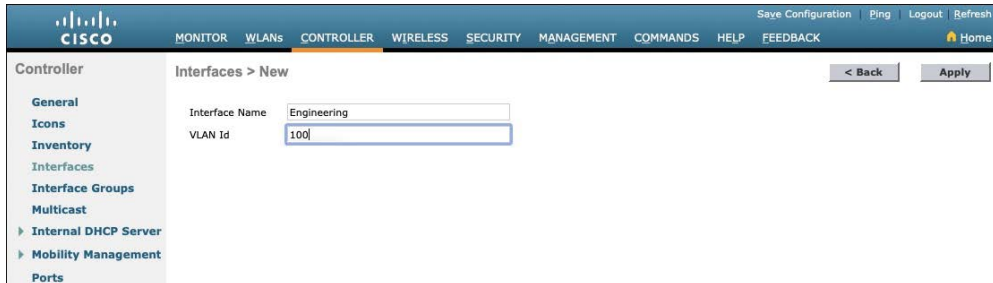 Save Configuration | Ping | Logout | Refresh
CISCO MONITOR WLANs CONTROLLER WIRELESS SECURITY MANAGEMENT COMMANDS HELP FEEDBACK Home
Controller
Interfaces > New
< Back Apply
General
Icons
Inventory
Interfaces
Interface Groups
Multicast
Internal DHCP Server
Mobility Management
Ports
Interface Name Engineering
VLAN Id 100